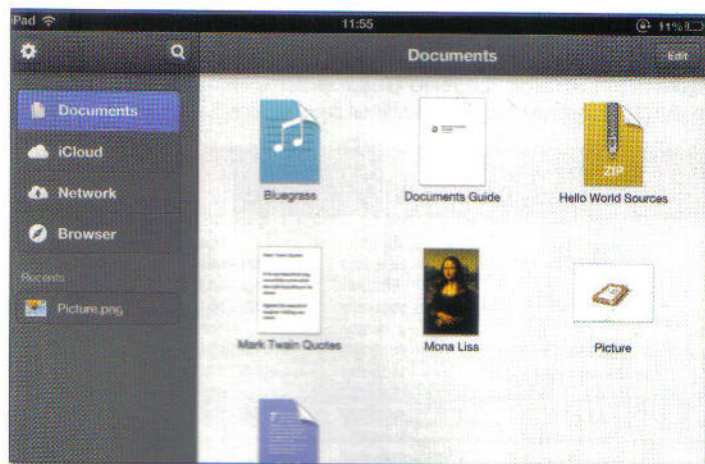 iPad
11:55
11%
Documents
Edit
Documents
iCloud
Network
Browser
Recents
Picture.png
Bluegrass
Documents Guide
ZIP
Hello World Sources
Mark Twain Quotes
Mona Lisa
Picture